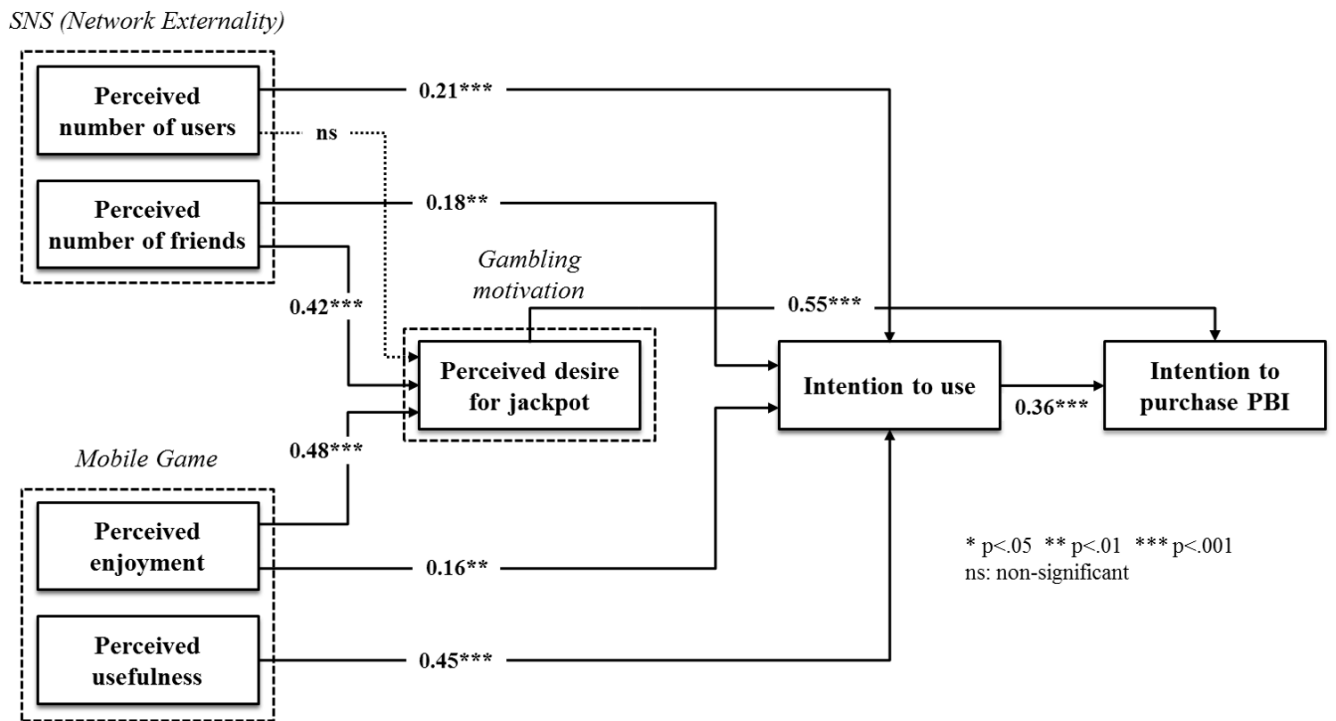 SNS (Network Externality)
Perceived
number of users
0.21***
ns
Perceived
number of friends
0.18**
0.42***
Gambling
motivation
0.55***
Perceived desire
for jackpot
Intention to use
0.36***
Intention to
purchase PBI
0.48***
Mobile Game
Perceived
enjoyment
0.16**
Perceived
usefulness
0.45***
* p<.05 ** p<.01 *** p<.001
ns: non-significant